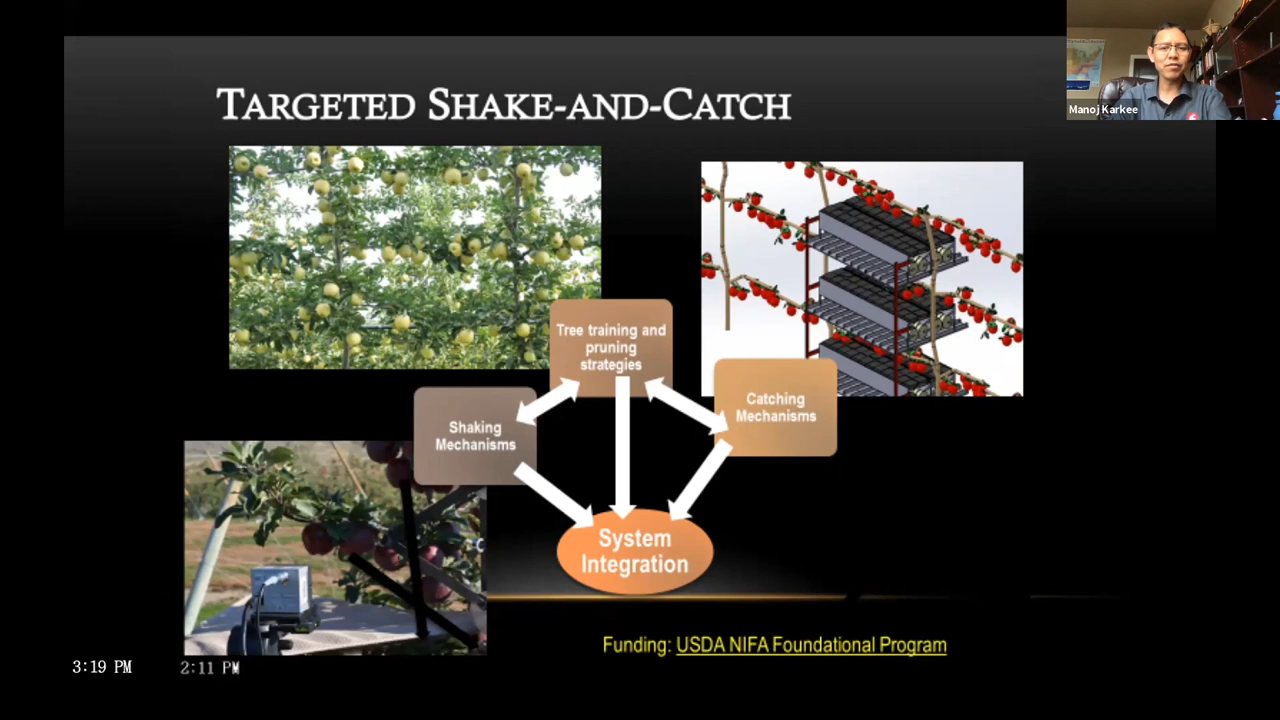 TARGETED SHAKE-AND-CATCH
Manoj Karkee
Tree training and
pruning
strategies
Shaking
Mechanisms
Catching
Mechanisms
System
Integration
Funding: USDA NIFA Foundational Program
3:19 PM
2:11 PM